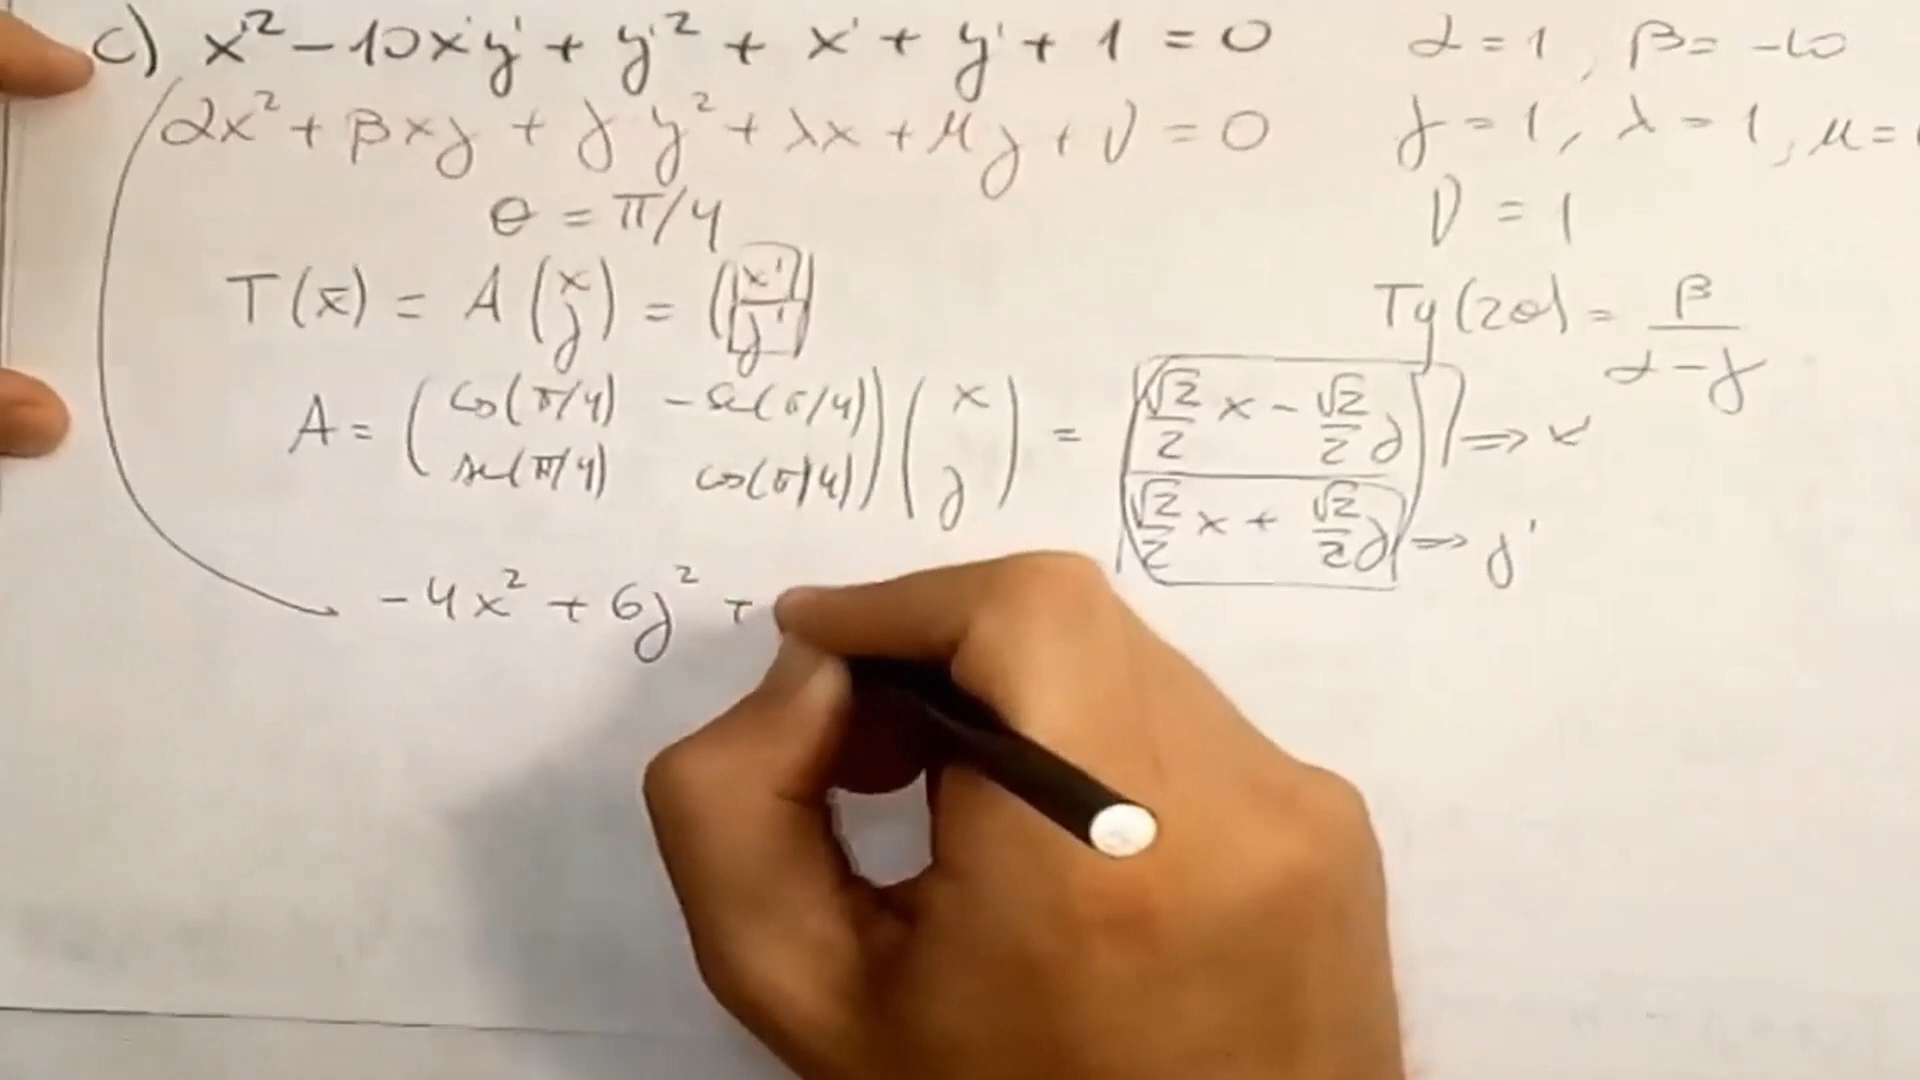 c) x'² - 10x'y' + y'² + x' + y' + 1 = 0
α = 1, β = -10
αx² + βxy + γy² + λx + μy + ν = 0
γ = 1, λ = 1, μ =
θ = π/4
ν = 1
T(x̄) = A (x y) = (x' y')
Tg(2θ) = β / α - γ
A = (cos(π/4) -sen(π/4) sen(π/4) cos(π/4)) (x y) = (√2/2 x - √2/2 y √2/2 x + √2/2 y) ⇒ x' ⇒ y'
-4x² + 6y² +